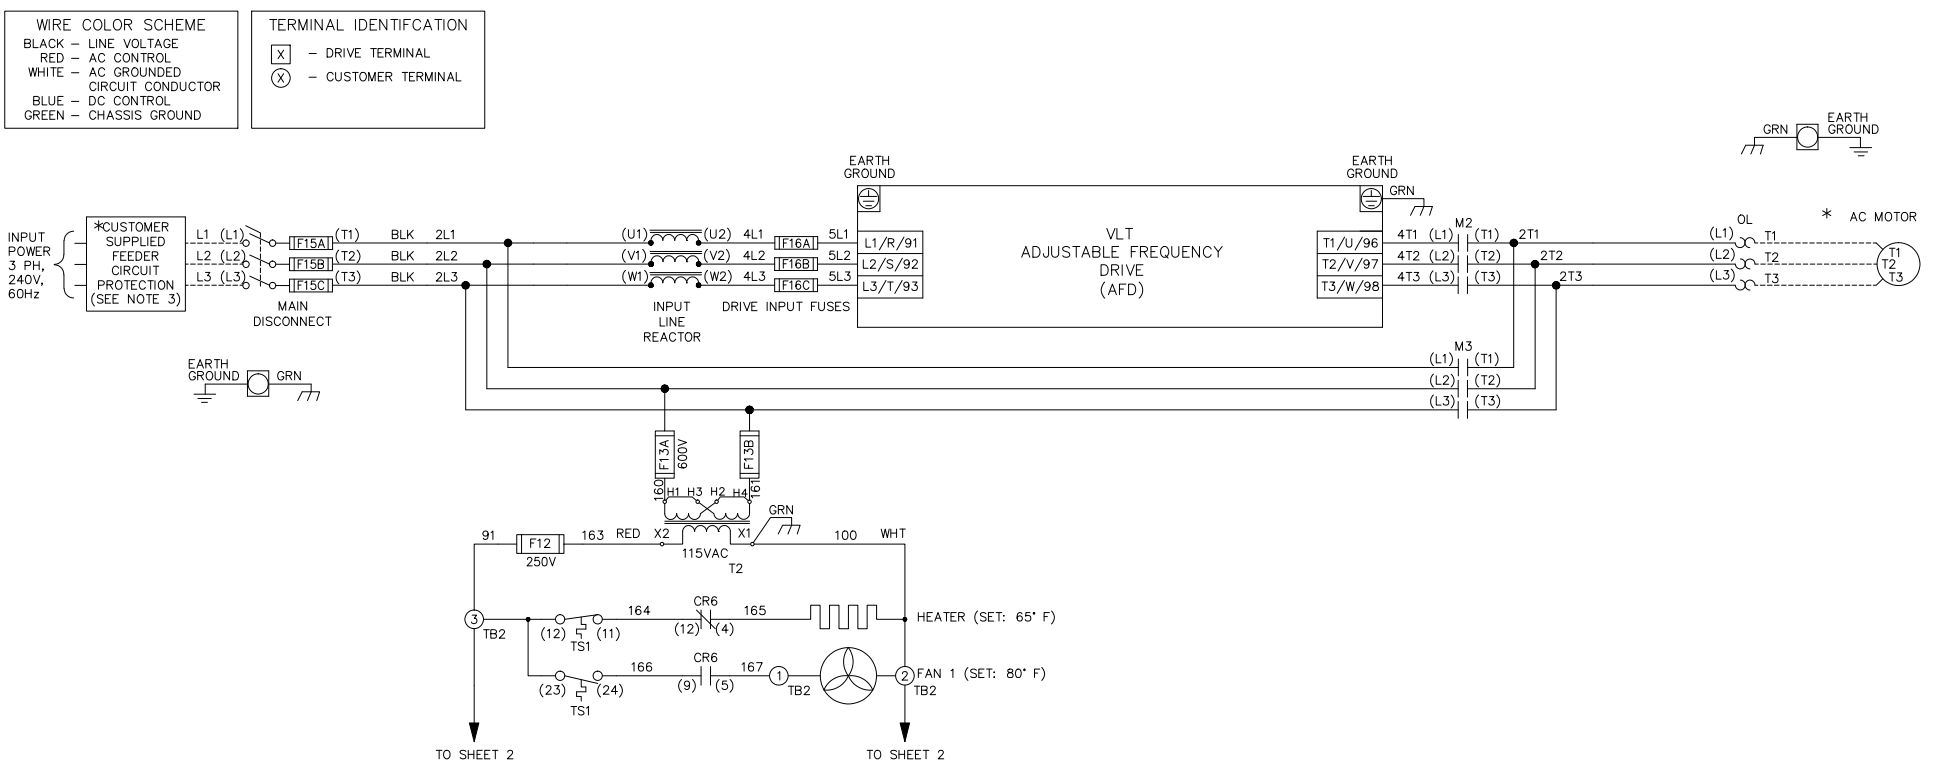 WIRE COLOR SCHEME
BLACK – LINE VOLTAGE
RED – AC CONTROL
WHITE – AC GROUNDED
CIRCUIT CONDUCTOR
BLUE – DC CONTROL
GREEN – CHASSIS GROUND
TERMINAL IDENTIFCATION
X – DRIVE TERMINAL
X – CUSTOMER TERMINAL
INPUT
POWER
3 PH,
240V,
60Hz
*CUSTOMER
SUPPLIED
FEEDER
CIRCUIT
PROTECTION
(SEE NOTE 3)
L1 (L1) F15A (T1) BLK 2L1
L2 (L2) F15B (T2) BLK 2L2
L3 (L3) F15C (T3) BLK 2L3
MAIN
DISCONNECT
EARTH
GROUND GRN
(U1) (U2) 4L1 F16A 5L1
(V1) (V2) 4L2 F16B 5L2
(W1) (W2) 4L3 F16C 5L3
INPUT
LINE
REACTOR
DRIVE INPUT FUSES
EARTH
GROUND
L1/R/91
L2/S/92
L3/T/93
VLT
ADJUSTABLE FREQUENCY
DRIVE
(AFD)
EARTH
GROUND
GRN
T1/U/96
T2/V/97
T3/W/98
M2
4T1 (L1) (T1) 2T1
4T2 (L2) (T2) 2T2
4T3 (L3) (T3) 2T3
M3
(L1) (T1)
(L2) (T2)
(L3) (T3)
GRN
EARTH
GROUND
* AC MOTOR
OL
(L1) T1
(L2) T2
(L3) T3
T1
T2
T3
F13A
600V
F13B
160
161
H1 H3 H2 H4
GRN
91 F12 163 RED X2 X1 100 WHT
250V
115VAC
T2
3
TB2
(12) (11) 164 CR6 165
TS1
(12) (4)
HEATER (SET: 65° F)
(23) (24) 166 CR6 167
TS1
(9) (5)
1
TB2
2
TB2
FAN 1 (SET: 80° F)
TO SHEET 2
TO SHEET 2